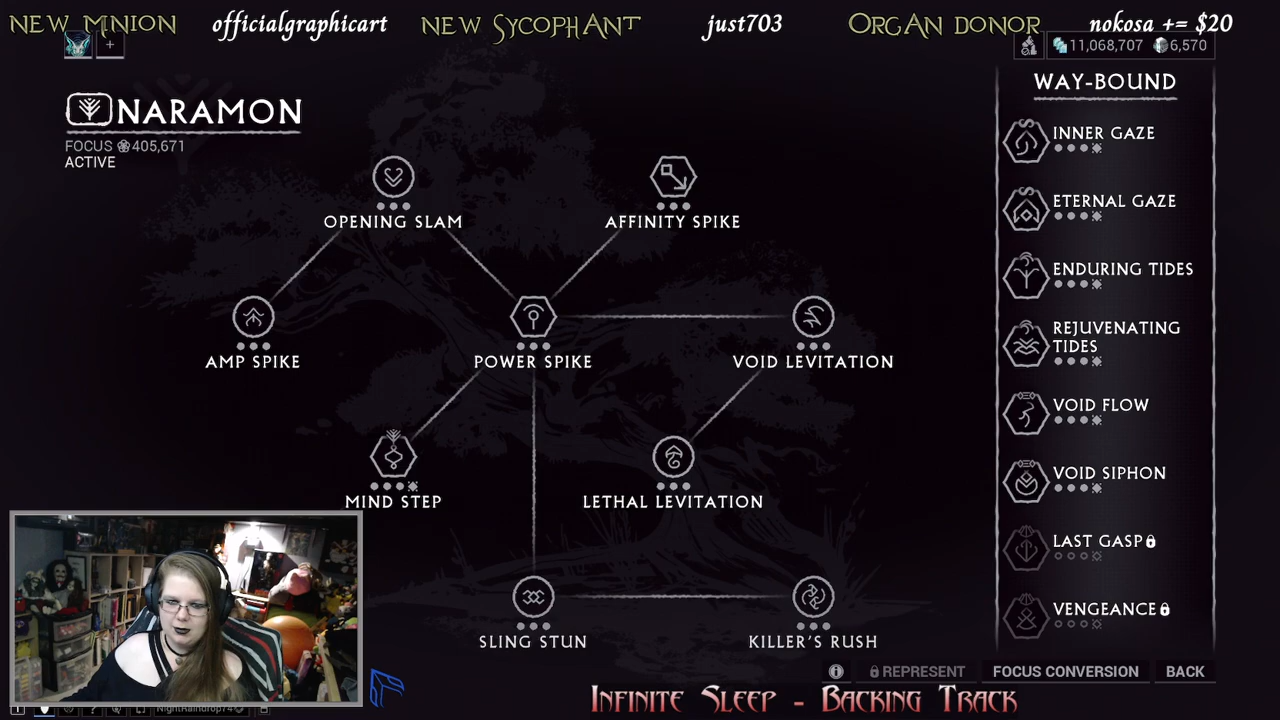 NEW MINION officialgraphicart NEW SYCOPHANT just703 ORGAN DONOR nokosa += $20
11,068,707 6,570
NARAMON
FOCUS 405,671
ACTIVE
WAY-BOUND
INNER GAZE
ETERNAL GAZE
ENDURING TIDES
REJUVENATING
TIDES
VOID FLOW
VOID SIPHON
LAST GASP
VENGEANCE
OPENING SLAM
AFFINITY SPIKE
AMP SPIKE
POWER SPIKE
VOID LEVITATION
MIND STEP
LETHAL LEVITATION
SLING STUN
KILLER'S RUSH
REPRESENT FOCUS CONVERSION BACK
INFINITE SLEEP - BACKING TRACK